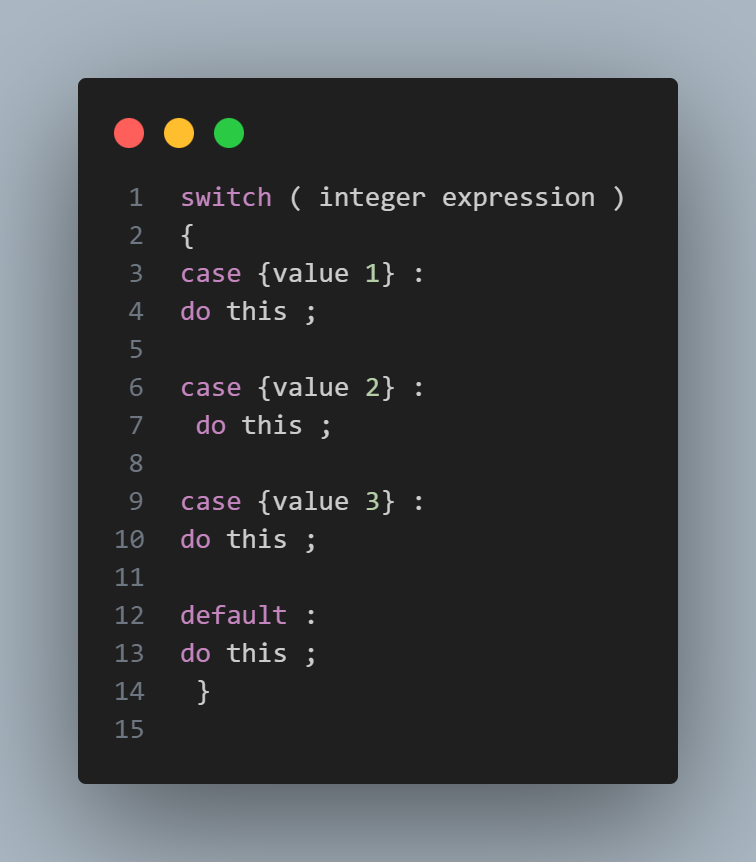 1 switch ( integer expression )
2 {
3 case {value 1} :
4 do this ;
5
6 case {value 2} :
7  do this ;
8
9 case {value 3} :
10 do this ;
11
12 default :
13 do this ;
14  }
15